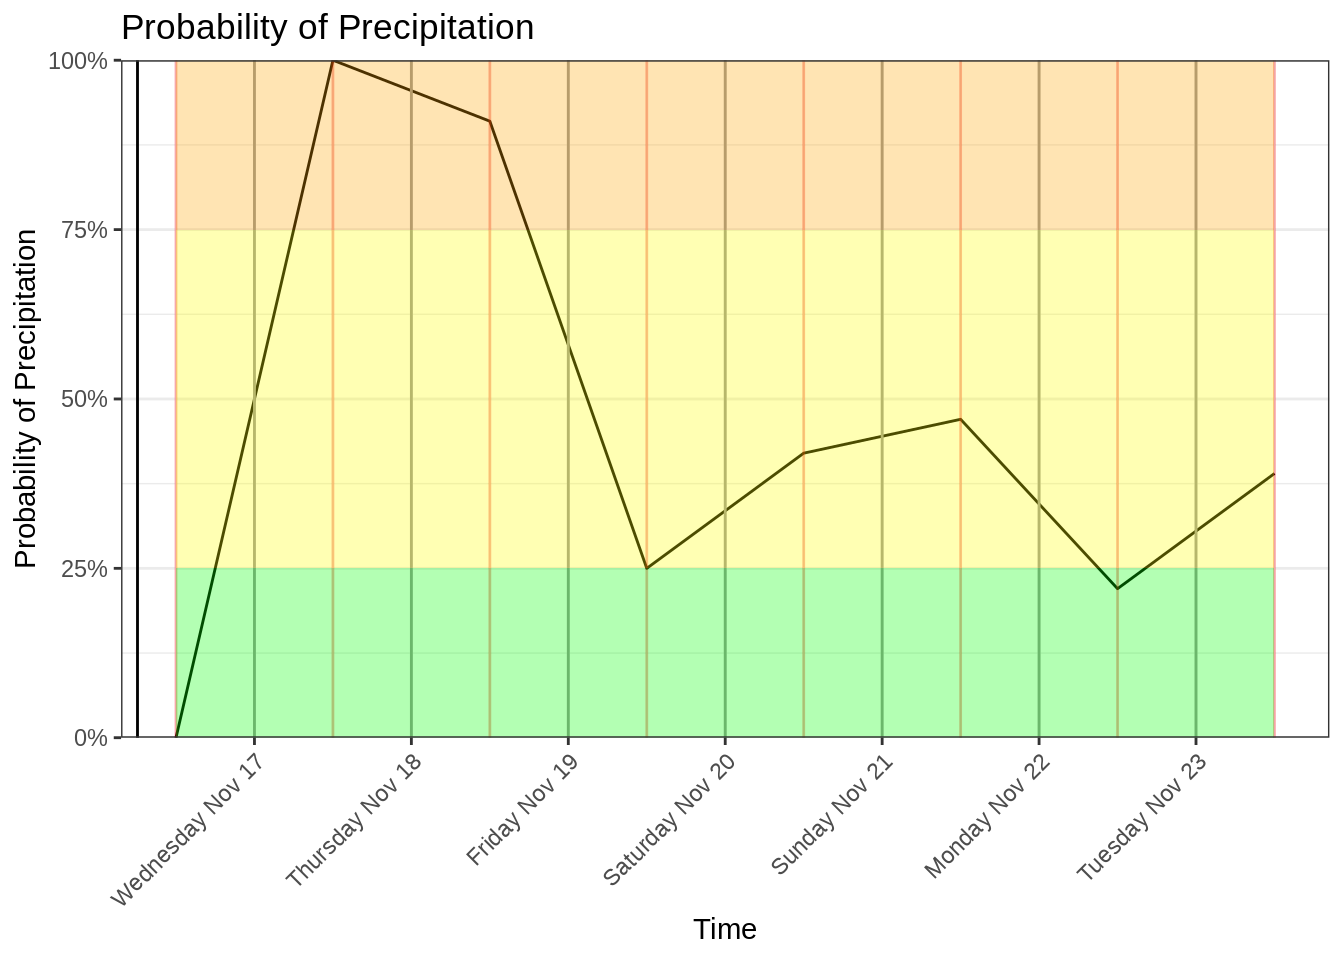 Probability of Precipitation
Probability of Precipitation
100%
75%
50%
25%
0%
Wednesday Nov 17
Thursday Nov 18
Friday Nov 19
Saturday Nov 20
Sunday Nov 21
Monday Nov 22
Tuesday Nov 23
Time